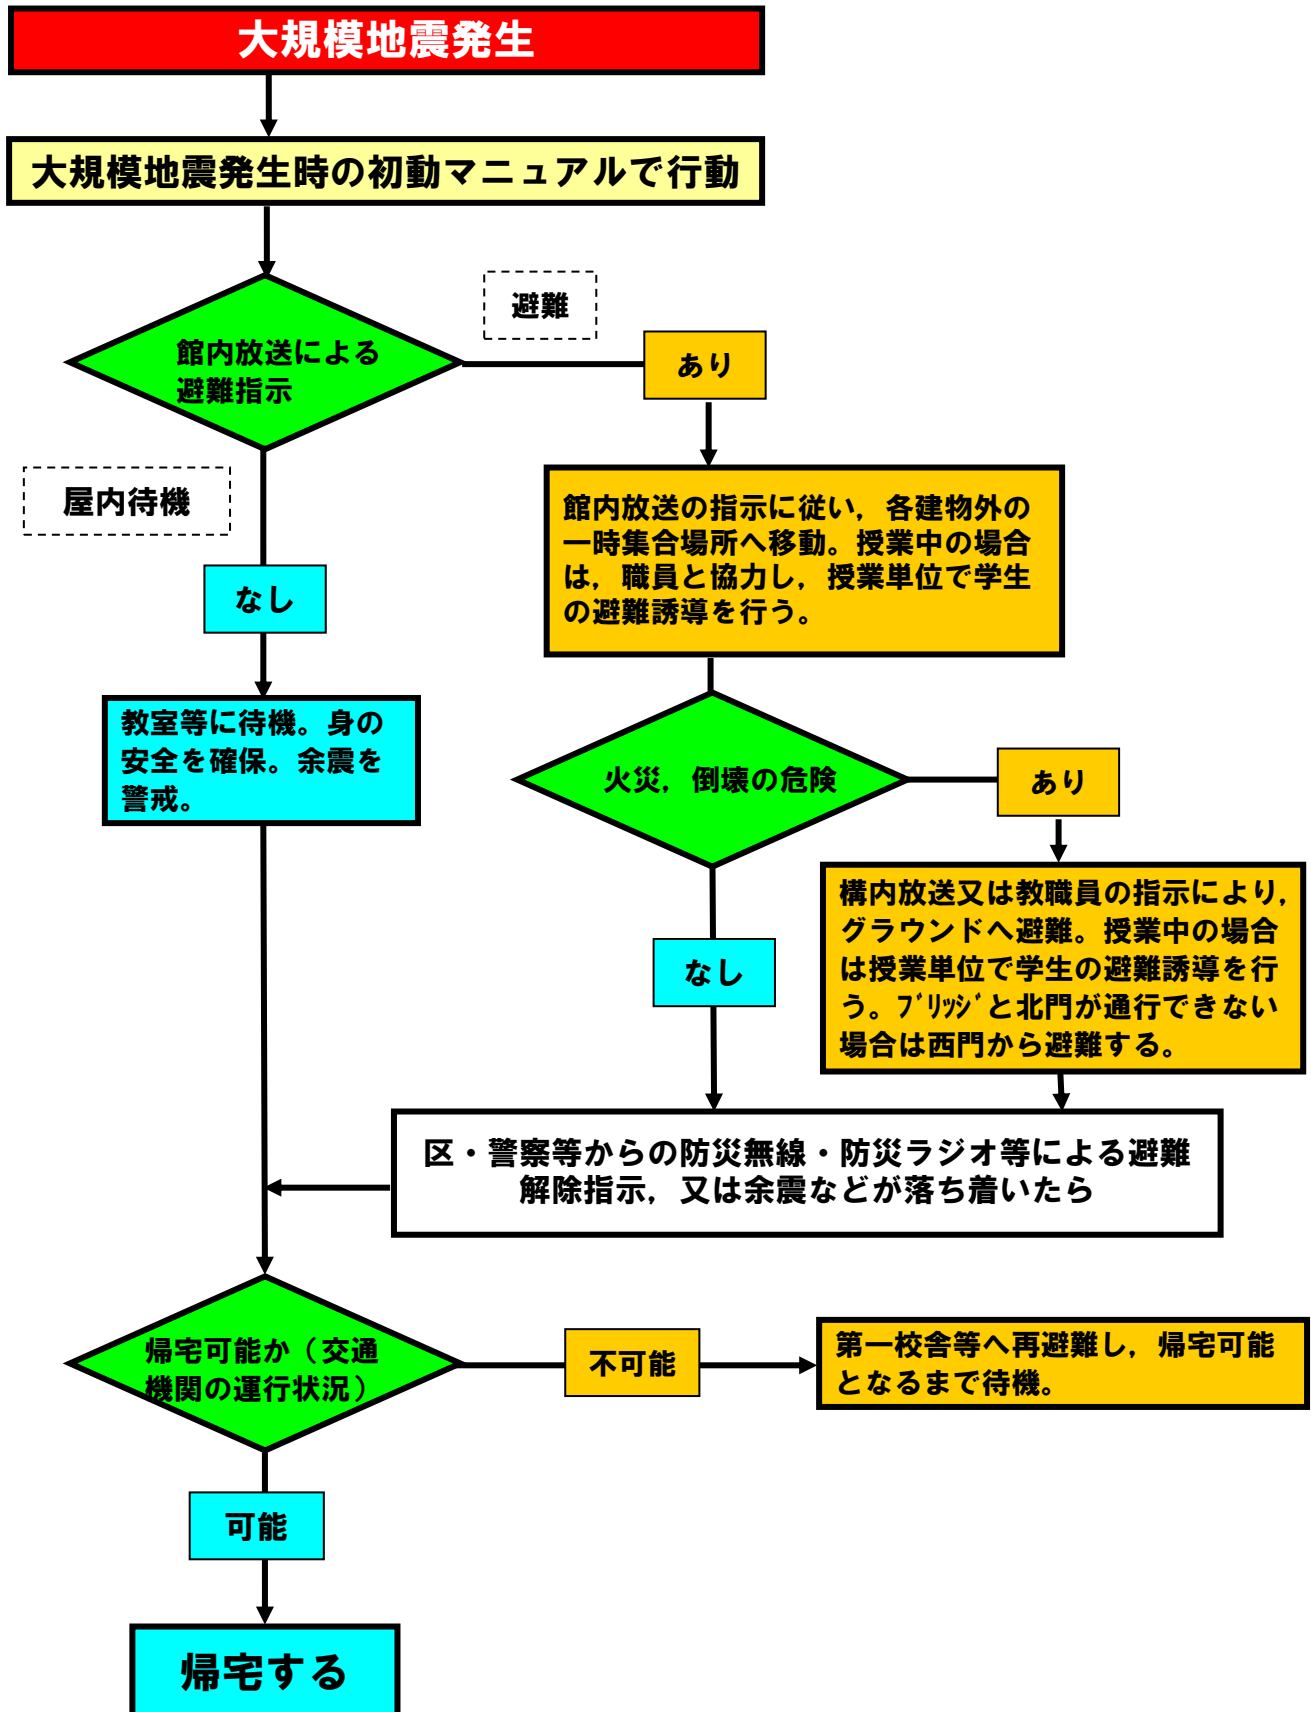 大規模地震発生
大規模地震発生時の初動マニュアルで行動
避難
館内放送による
避難指示
あり
屋内待機
館内放送の指示に従い，各建物外の
一時集合場所へ移動。授業中の場合
は，職員と協力し，授業単位で学生
の避難誘導を行う。
なし
教室等に待機。身の
安全を確保。余震を
警戒。
火災，倒壊の危険
あり
構内放送又は教職員の指示により，
グラウンドへ避難。授業中の場合
は授業単位で学生の避難誘導を行
う。ﾌﾞﾘｯｼﾞと北門が通行できない
場合は西門から避難する。
なし
区・警察等からの防災無線・防災ラジオ等による避難
解除指示，又は余震などが落ち着いたら
帰宅可能か（交通
機関の運行状況）
不可能
第一校舎等へ再避難し，帰宅可能
となるまで待機。
可能
帰宅する